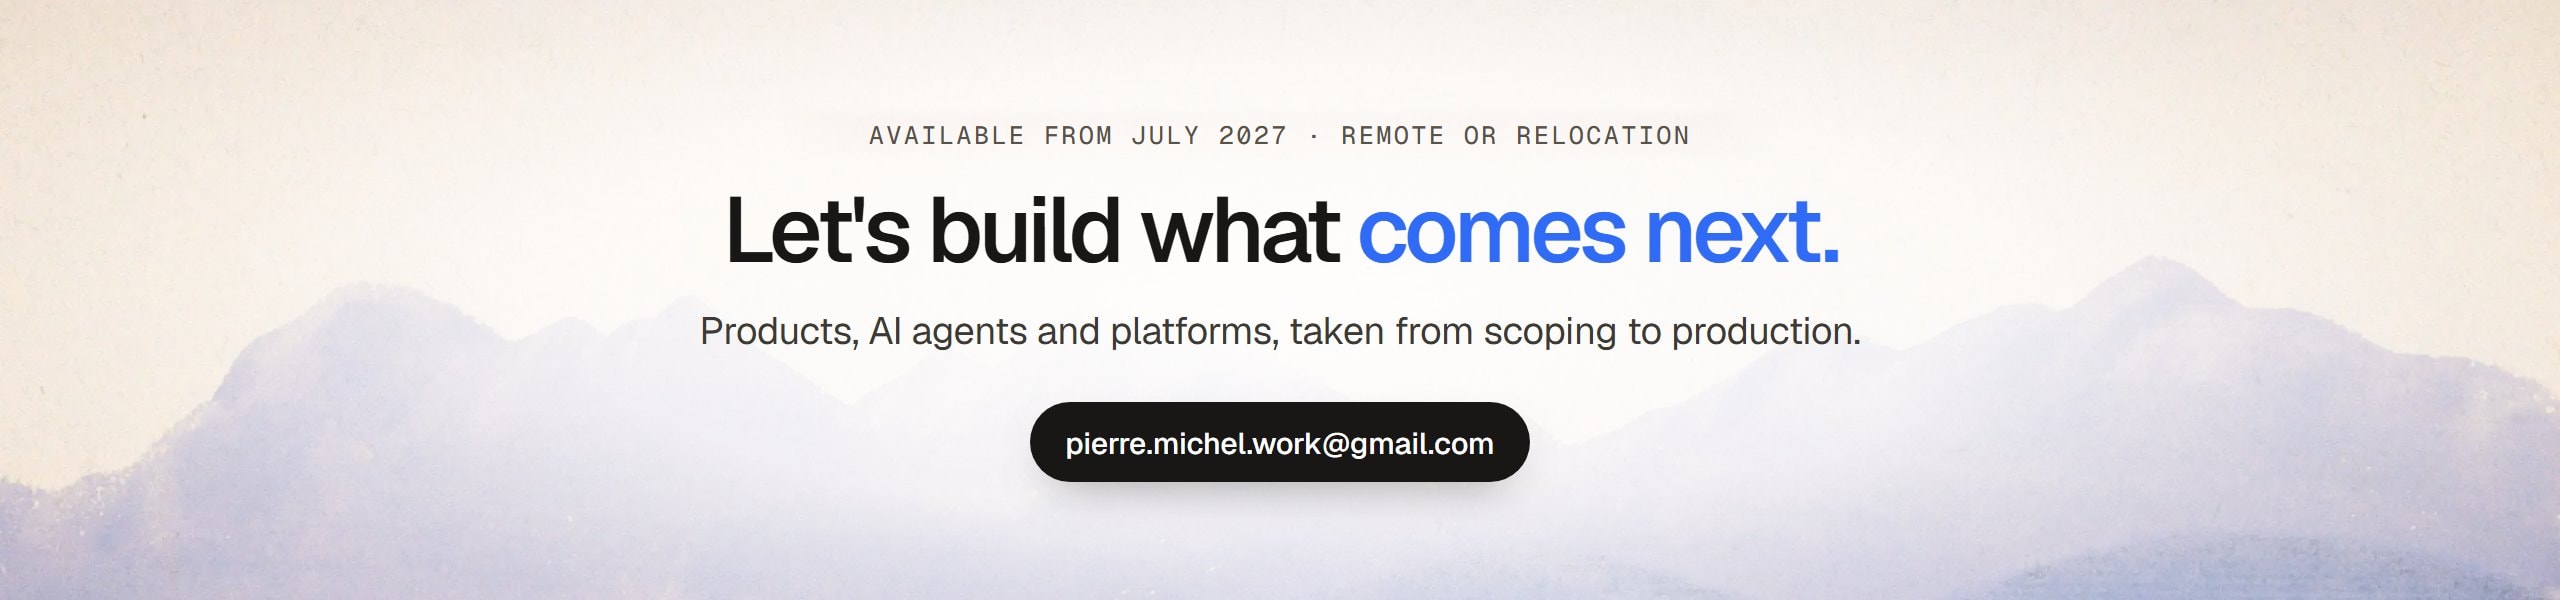 AVAILABLE FROM JULY 2027 · REMOTE OR RELOCATION
Let's build what comes next.
Products, AI agents and platforms, taken from scoping to production.
pierre.michel.work@gmail.com